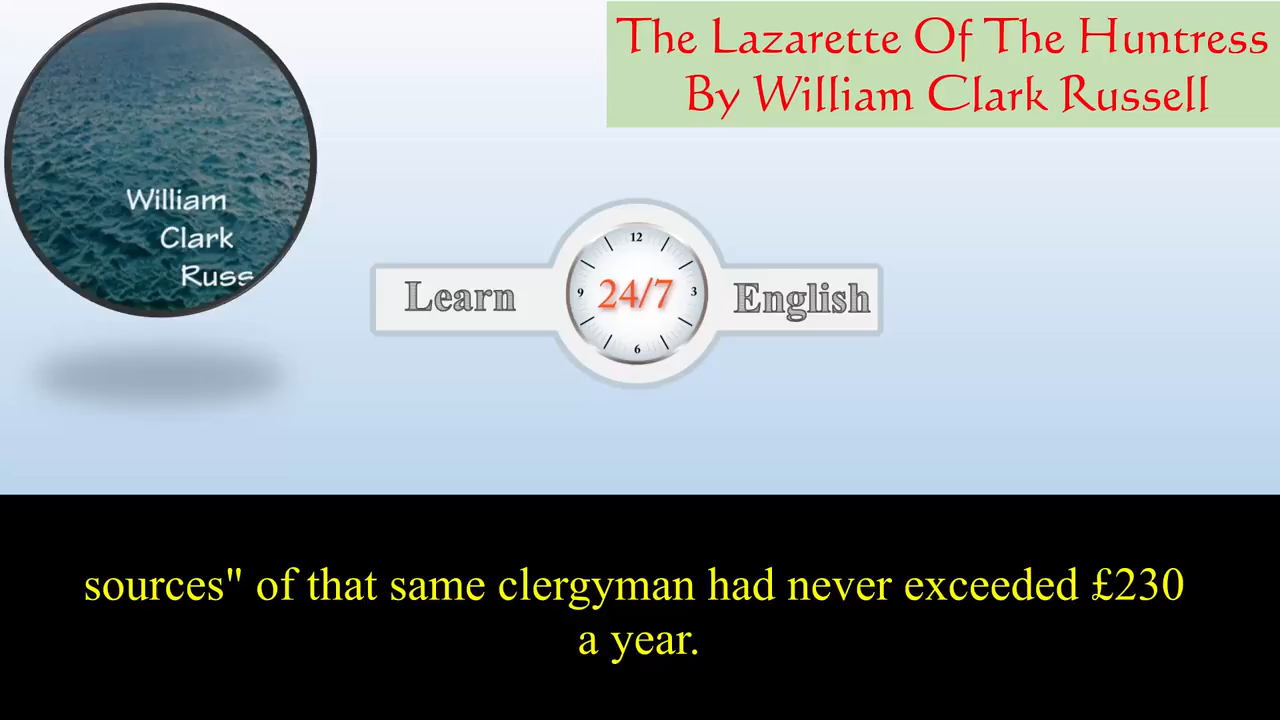 The Lazarette Of The Huntress
By William Clark Russell
William
Clark
Russ
Learn
24/7
English
12
9
3
6
sources" of that same clergyman had never exceeded £230
a year.